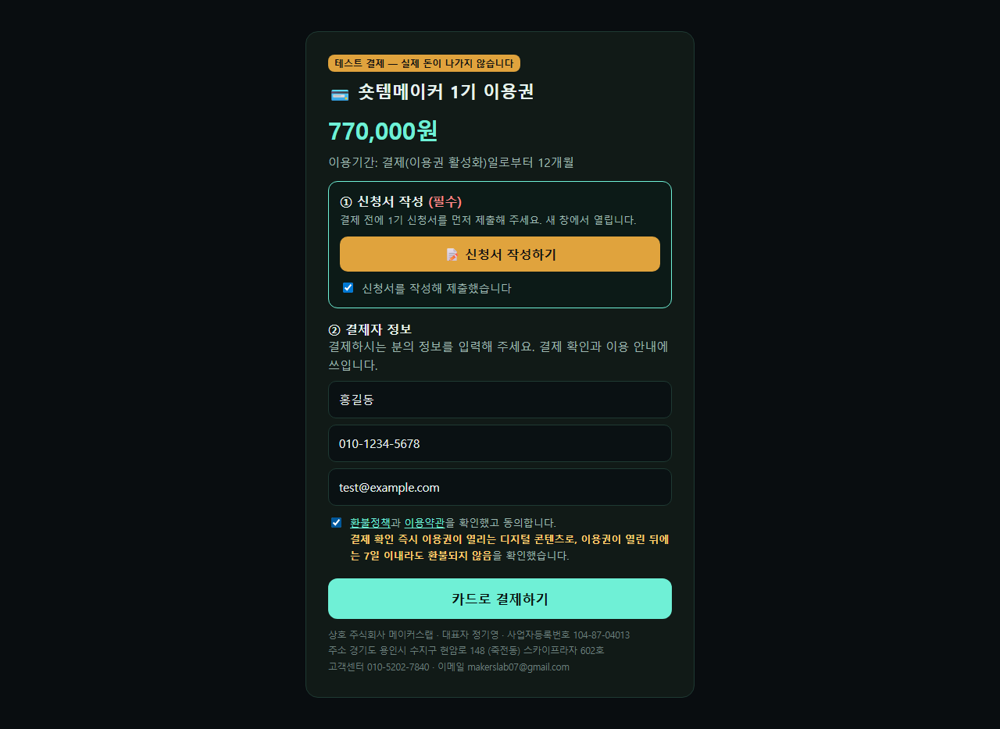 테스트 결제 — 실제 돈이 나가지 않습니다
숏템메이커 1기 이용권
770,000원
이용기간: 결제(이용권 활성화)일로부터 12개월
① 신청서 작성 (필수)
결제 전에 1기 신청서를 먼저 제출해 주세요. 새 창에서 열립니다.
신청서 작성하기
신청서를 작성해 제출했습니다
② 결제자 정보
결제하시는 분의 정보를 입력해 주세요. 결제 확인과 이용 안내에
쓰입니다.
홍길동
010-1234-5678
test@example.com
환불정책과 이용약관을 확인했고 동의합니다.
결제 확인 즉시 이용권이 열리는 디지털 콘텐츠로, 이용권이 열린 뒤에
는 7일 이내라도 환불되지 않음을 확인했습니다.
카드로 결제하기
상호 주식회사 메이커스랩 · 대표자 정기영 · 사업자등록번호 104-87-04013
주소 경기도 용인시 수지구 현암로 148 (죽전동) 스카이프라자 602호
고객센터 010-5202-7840 · 이메일 makerslab07@gmail.com